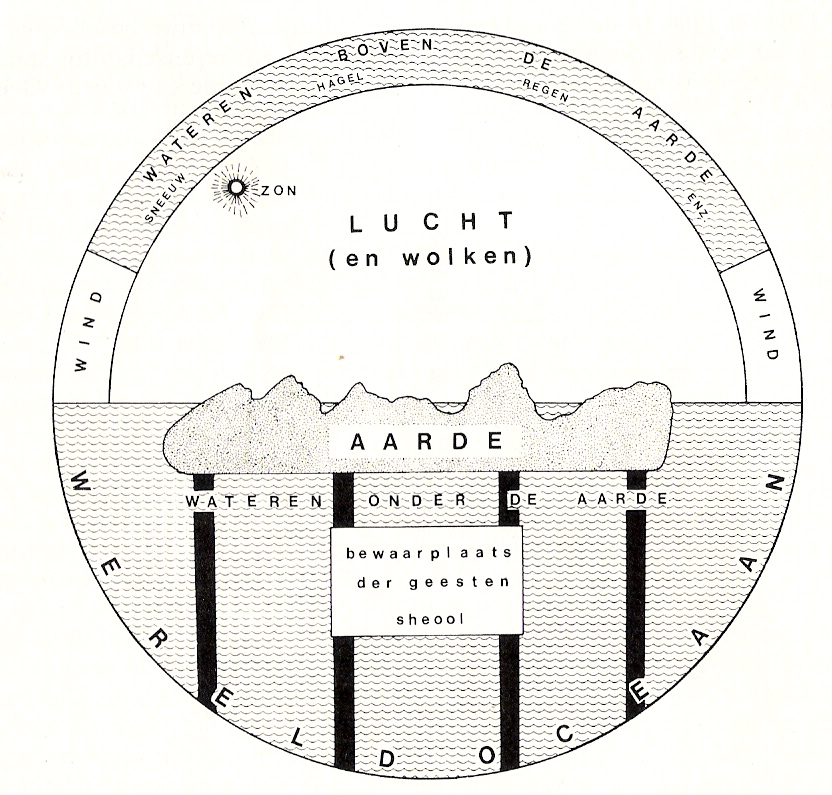 WATEREN BOVEN DE AARDE
SNEEUW HAGEL REGEN ENZ.
ZON
LUCHT
(en wolken)
WIND
WIND
AARDE
WATEREN ONDER DE AARDE
bewaarplaats
der geesten
sheool
WERELDOCEAAN